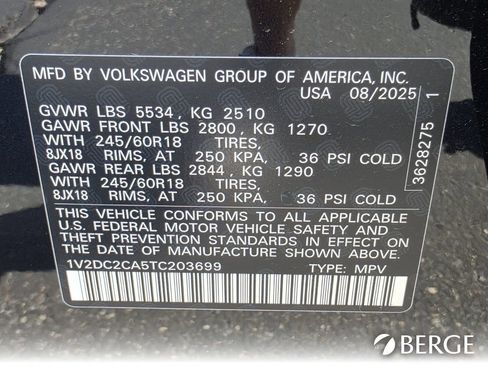 MFD BY VOLKSWAGEN GROUP OF AMERICA, INC.
USA 08/2025
GVWR LBS 5534, KG 2510
GAWR FRONT LBS 2800, KG 1270
WITH 245/60R18 TIRES,
8JX18 RIMS, AT 250 KPA, 36 PSI COLD
GAWR REAR LBS 2844, KG 1290
WITH 245/60R18 TIRES,
8JX18 RIMS, AT 250 KPA, 36 PSI COLD
THIS VEHICLE CONFORMS TO ALL APPLICABLE
U.S. FEDERAL MOTOR VEHICLE SAFETY AND
THEFT PREVENTION STANDARDS IN EFFECT ON
THE DATE OF MANUFACTURE SHOWN ABOVE.
1V2DC2CA5TC203699 TYPE: MPV
3628275 1
BERGE